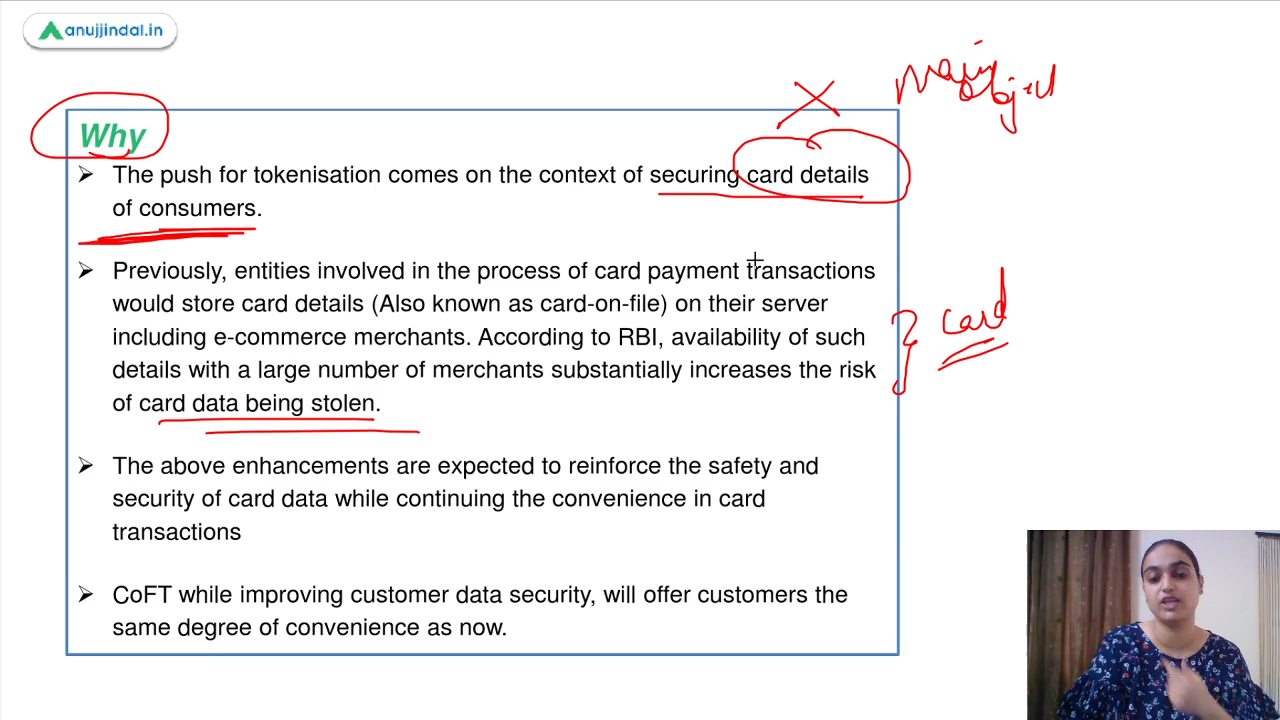 anujjindal.in
Main
Object
Why
The push for tokenisation comes on the context of securing card details
of consumers.
Previously, entities involved in the process of card payment transactions
would store card details (Also known as card-on-file) on their server
including e-commerce merchants. According to RBI, availability of such
details with a large number of merchants substantially increases the risk
of card data being stolen.
card
The above enhancements are expected to reinforce the safety and
security of card data while continuing the convenience in card
transactions
CoFT while improving customer data security, will offer customers the
same degree of convenience as now.